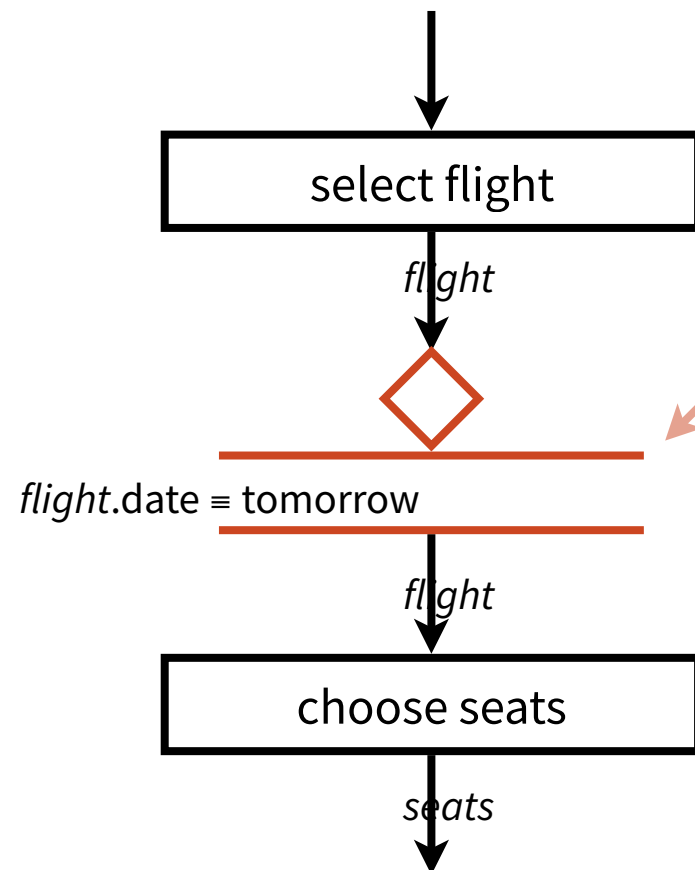 select flight
flight
flight.date ≡ tomorrow
flight
choose seats
seats